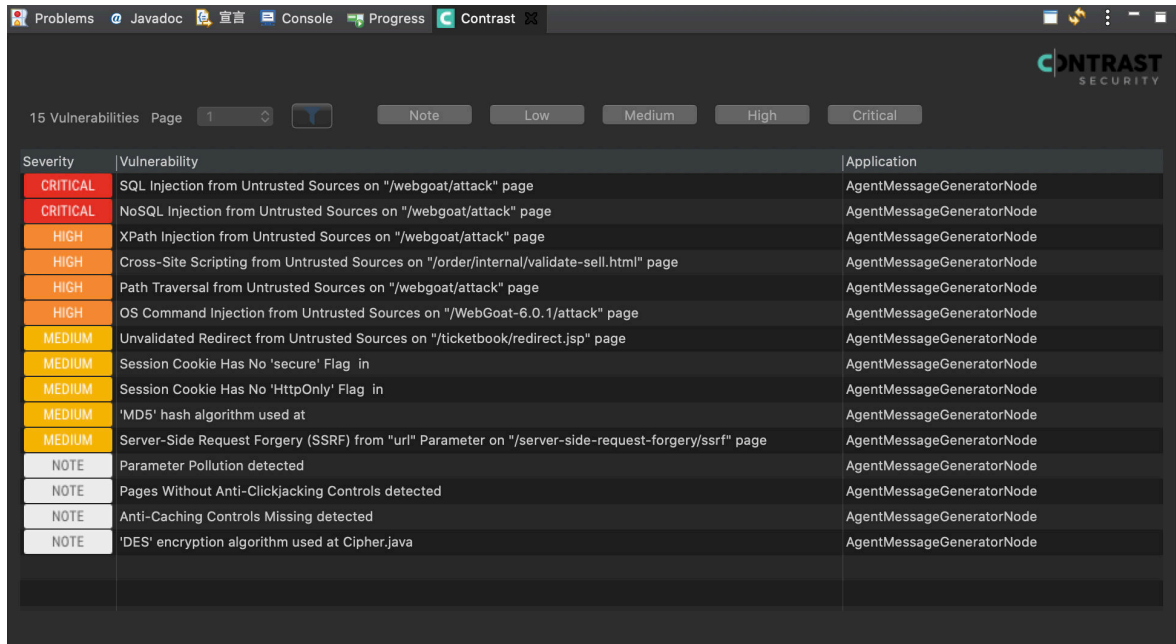 Problems @ Javadoc 宣言 Console Progress Contrast
CONTRAST
SECURITY
15 Vulnerabilities Page 1 Note Low Medium High Critical
Severity Vulnerability Application
CRITICAL SQL Injection from Untrusted Sources on "/webgoat/attack" page AgentMessageGeneratorNode
CRITICAL NoSQL Injection from Untrusted Sources on "/webgoat/attack" page AgentMessageGeneratorNode
HIGH XPath Injection from Untrusted Sources on "/webgoat/attack" page AgentMessageGeneratorNode
HIGH Cross-Site Scripting from Untrusted Sources on "/order/internal/validate-sell.html" page AgentMessageGeneratorNode
HIGH Path Traversal from Untrusted Sources on "/webgoat/attack" page AgentMessageGeneratorNode
HIGH OS Command Injection from Untrusted Sources on "/WebGoat-6.0.1/attack" page AgentMessageGeneratorNode
MEDIUM Unvalidated Redirect from Untrusted Sources on "/ticketbook/redirect.jsp" page AgentMessageGeneratorNode
MEDIUM Session Cookie Has No 'secure' Flag in AgentMessageGeneratorNode
MEDIUM Session Cookie Has No 'HttpOnly' Flag in AgentMessageGeneratorNode
MEDIUM 'MD5' hash algorithm used at AgentMessageGeneratorNode
MEDIUM Server-Side Request Forgery (SSRF) from "url" Parameter on "/server-side-request-forgery/ssrf" page AgentMessageGeneratorNode
NOTE Parameter Pollution detected AgentMessageGeneratorNode
NOTE Pages Without Anti-Clickjacking Controls detected AgentMessageGeneratorNode
NOTE Anti-Caching Controls Missing detected AgentMessageGeneratorNode
NOTE 'DES' encryption algorithm used at Cipher.java AgentMessageGeneratorNode